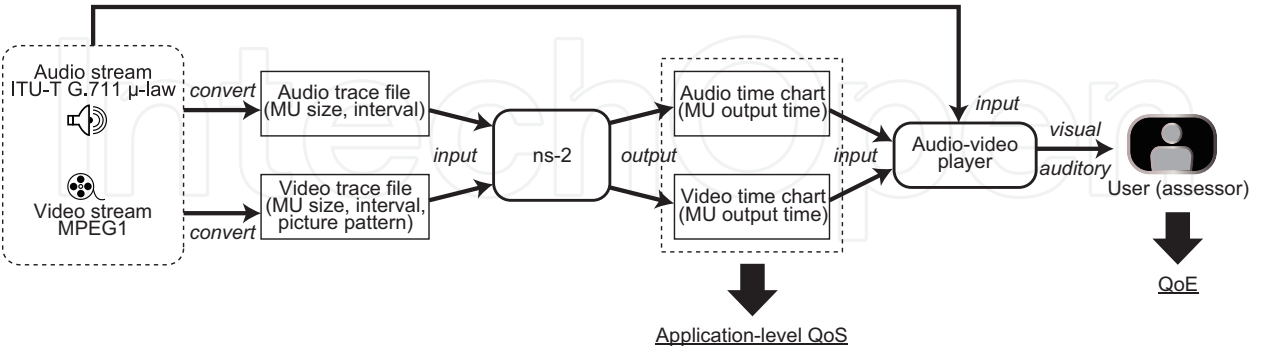 Audio stream
ITU-T G.711 μ-law
Video stream
MPEG1
convert
convert
Audio trace file
(MU size, interval)
Video trace file
(MU size, interval,
picture pattern)
input
ns-2
output
Audio time chart
(MU output time)
Video time chart
(MU output time)
Application-level QoS
input
input
Audio-video
player
visual
auditory
User (assessor)
QoE
IntechOpen